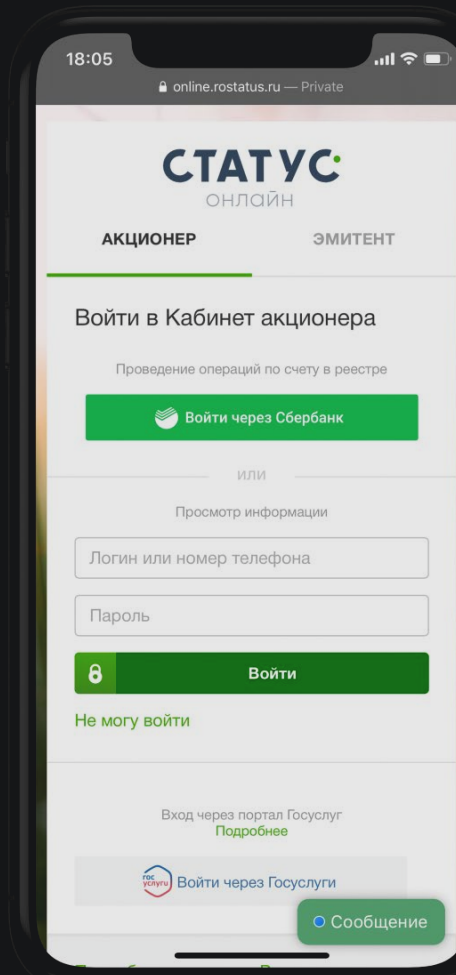 18:05
online.rostatus.ru — Private
СТАТУС
онлайн
АКЦИОНЕР
ЭМИТЕНТ
Войти в Кабинет акционера
Проведение операций по счету в реестре
Войти через Сбербанк
или
Просмотр информации
Логин или номер телефона
Пароль
Войти
Не могу войти
Вход через портал Госуслуг
Подробнее
гос
услуги
Войти через Госуслуги
Сообщение